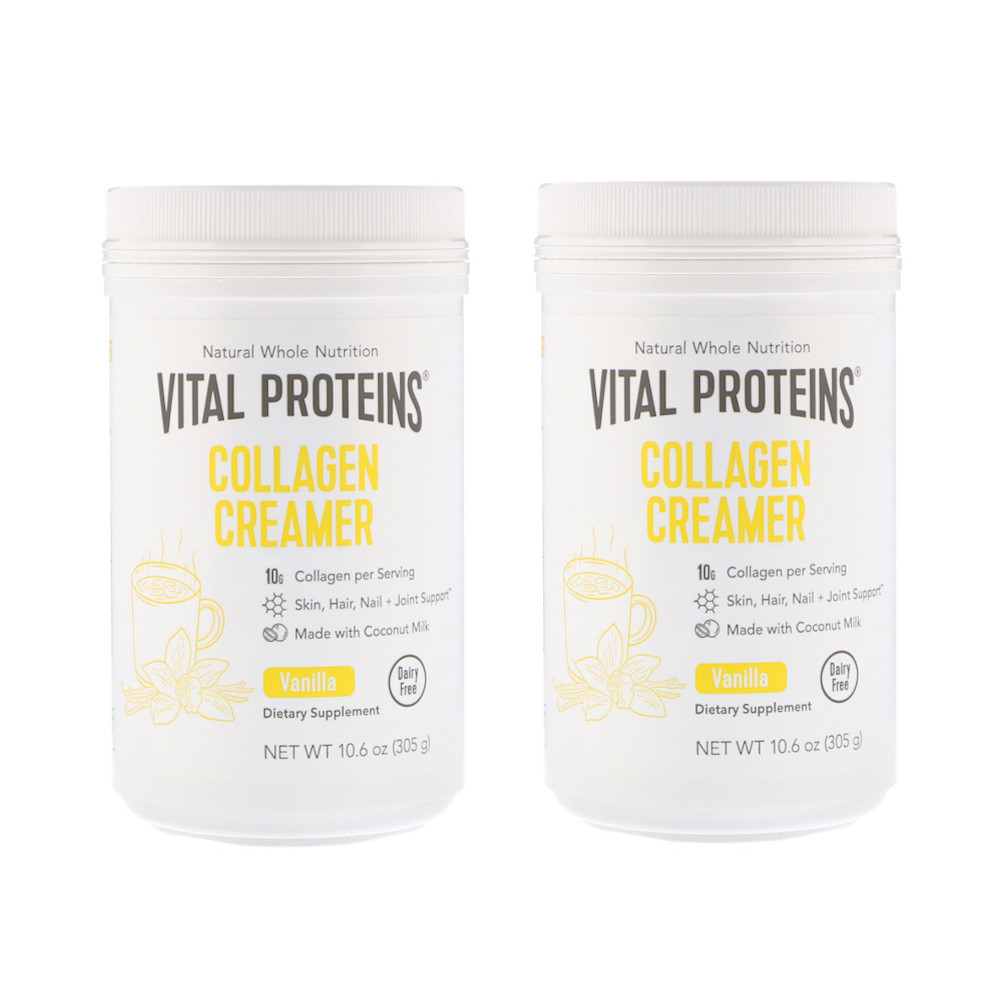 Natural Whole Nutrition
VITAL PROTEINS®
COLLAGEN
CREAMER
10G Collagen per Serving
Skin, Hair, Nail + Joint Support™
Made with Coconut Milk
Vanilla
Dairy
Free
Dietary Supplement
NET WT 10.6 oz (305 g)
Natural Whole Nutrition
VITAL PROTEINS®
COLLAGEN
CREAMER
10G Collagen per Serving
Skin, Hair, Nail + Joint Support™
Made with Coconut Milk
Vanilla
Dairy
Free
Dietary Supplement
NET WT 10.6 oz (305 g)